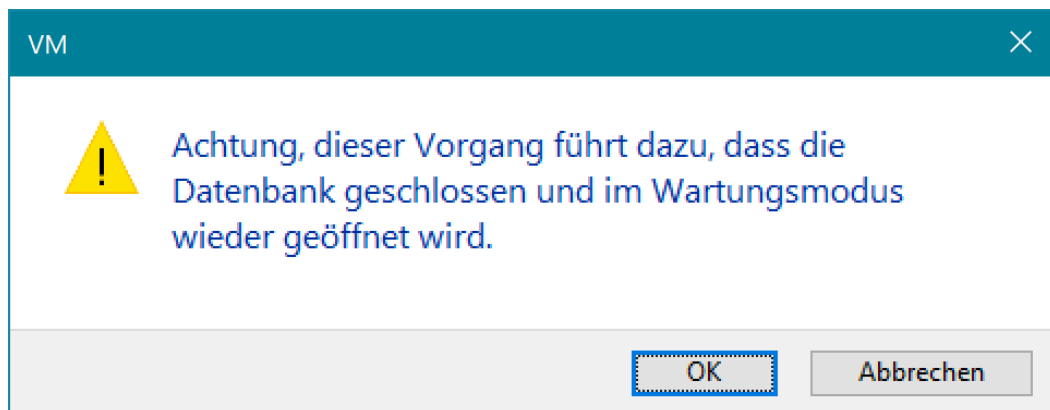 VM
Achtung, dieser Vorgang führt dazu, dass die
Datenbank geschlossen und im Wartungsmodus
wieder geöffnet wird.
OK
Abbrechen